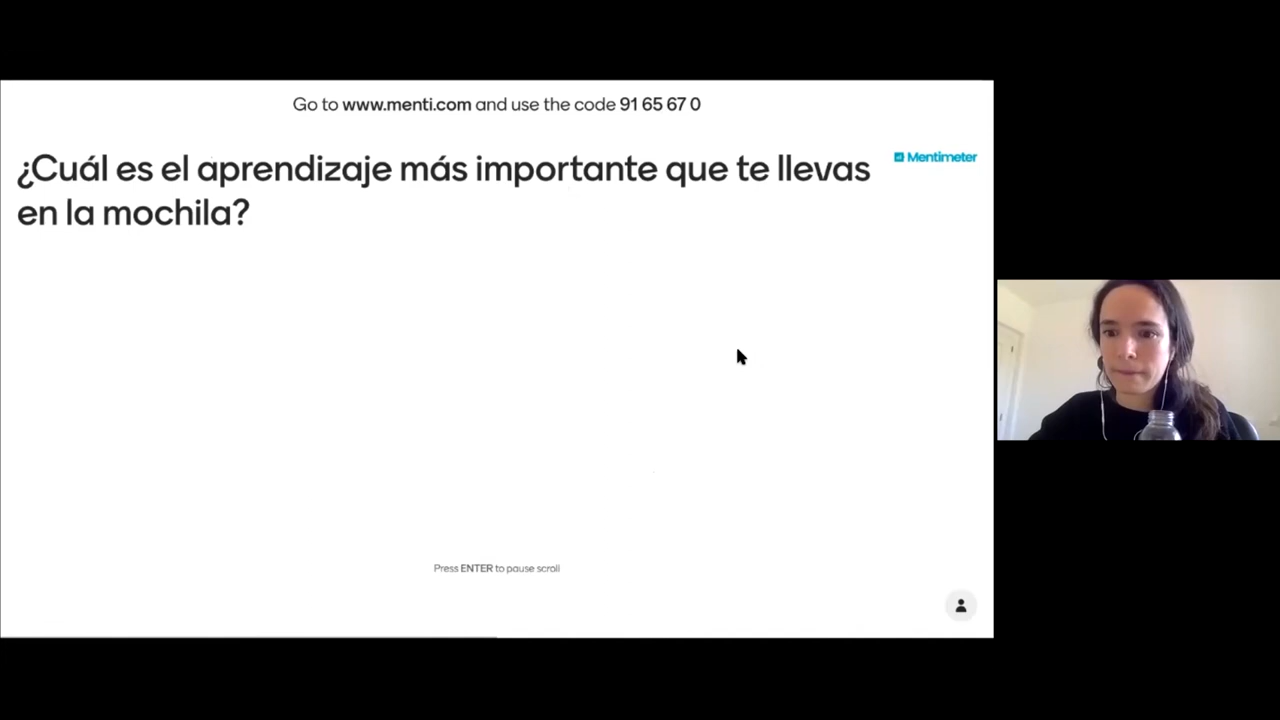 Go to www.menti.com and use the code 91 65 67 0
¿Cuál es el aprendizaje más importante que te llevas
en la mochila?
Mentimeter
Press ENTER to pause scroll